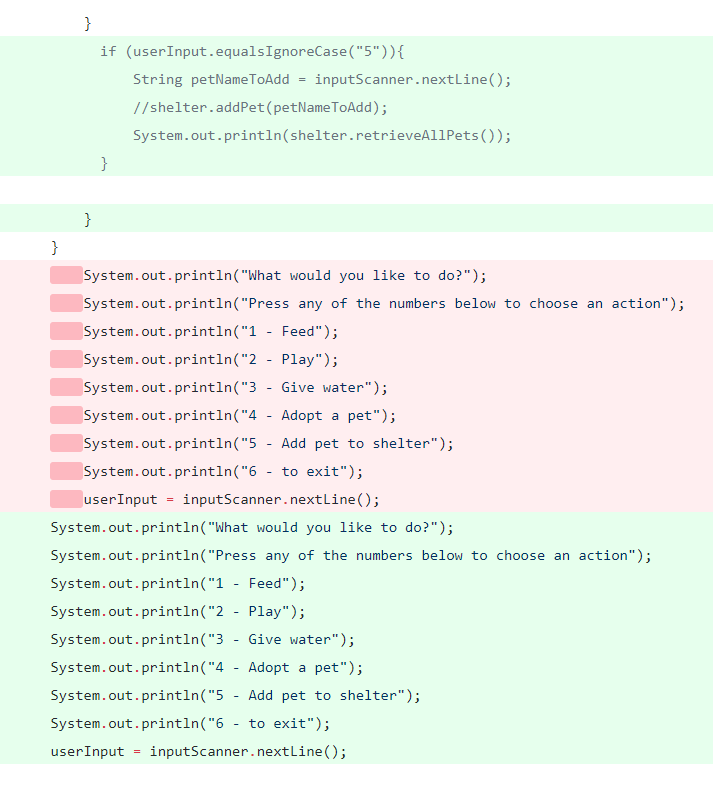 }
if (userInput.equalsIgnoreCase("5")){
String petNameToAdd = inputScanner.nextLine();
//shelter.addPet(petNameToAdd);
System.out.println(shelter.retrieveAllPets());
}
}
}
System.out.println("What would you like to do?");
System.out.println("Press any of the numbers below to choose an action");
System.out.println("1 - Feed");
System.out.println("2 - Play");
System.out.println("3 - Give water");
System.out.println("4 - Adopt a pet");
System.out.println("5 - Add pet to shelter");
System.out.println("6 - to exit");
userInput = inputScanner.nextLine();
System.out.println("What would you like to do?");
System.out.println("Press any of the numbers below to choose an action");
System.out.println("1 - Feed");
System.out.println("2 - Play");
System.out.println("3 - Give water");
System.out.println("4 - Adopt a pet");
System.out.println("5 - Add pet to shelter");
System.out.println("6 - to exit");
userInput = inputScanner.nextLine();